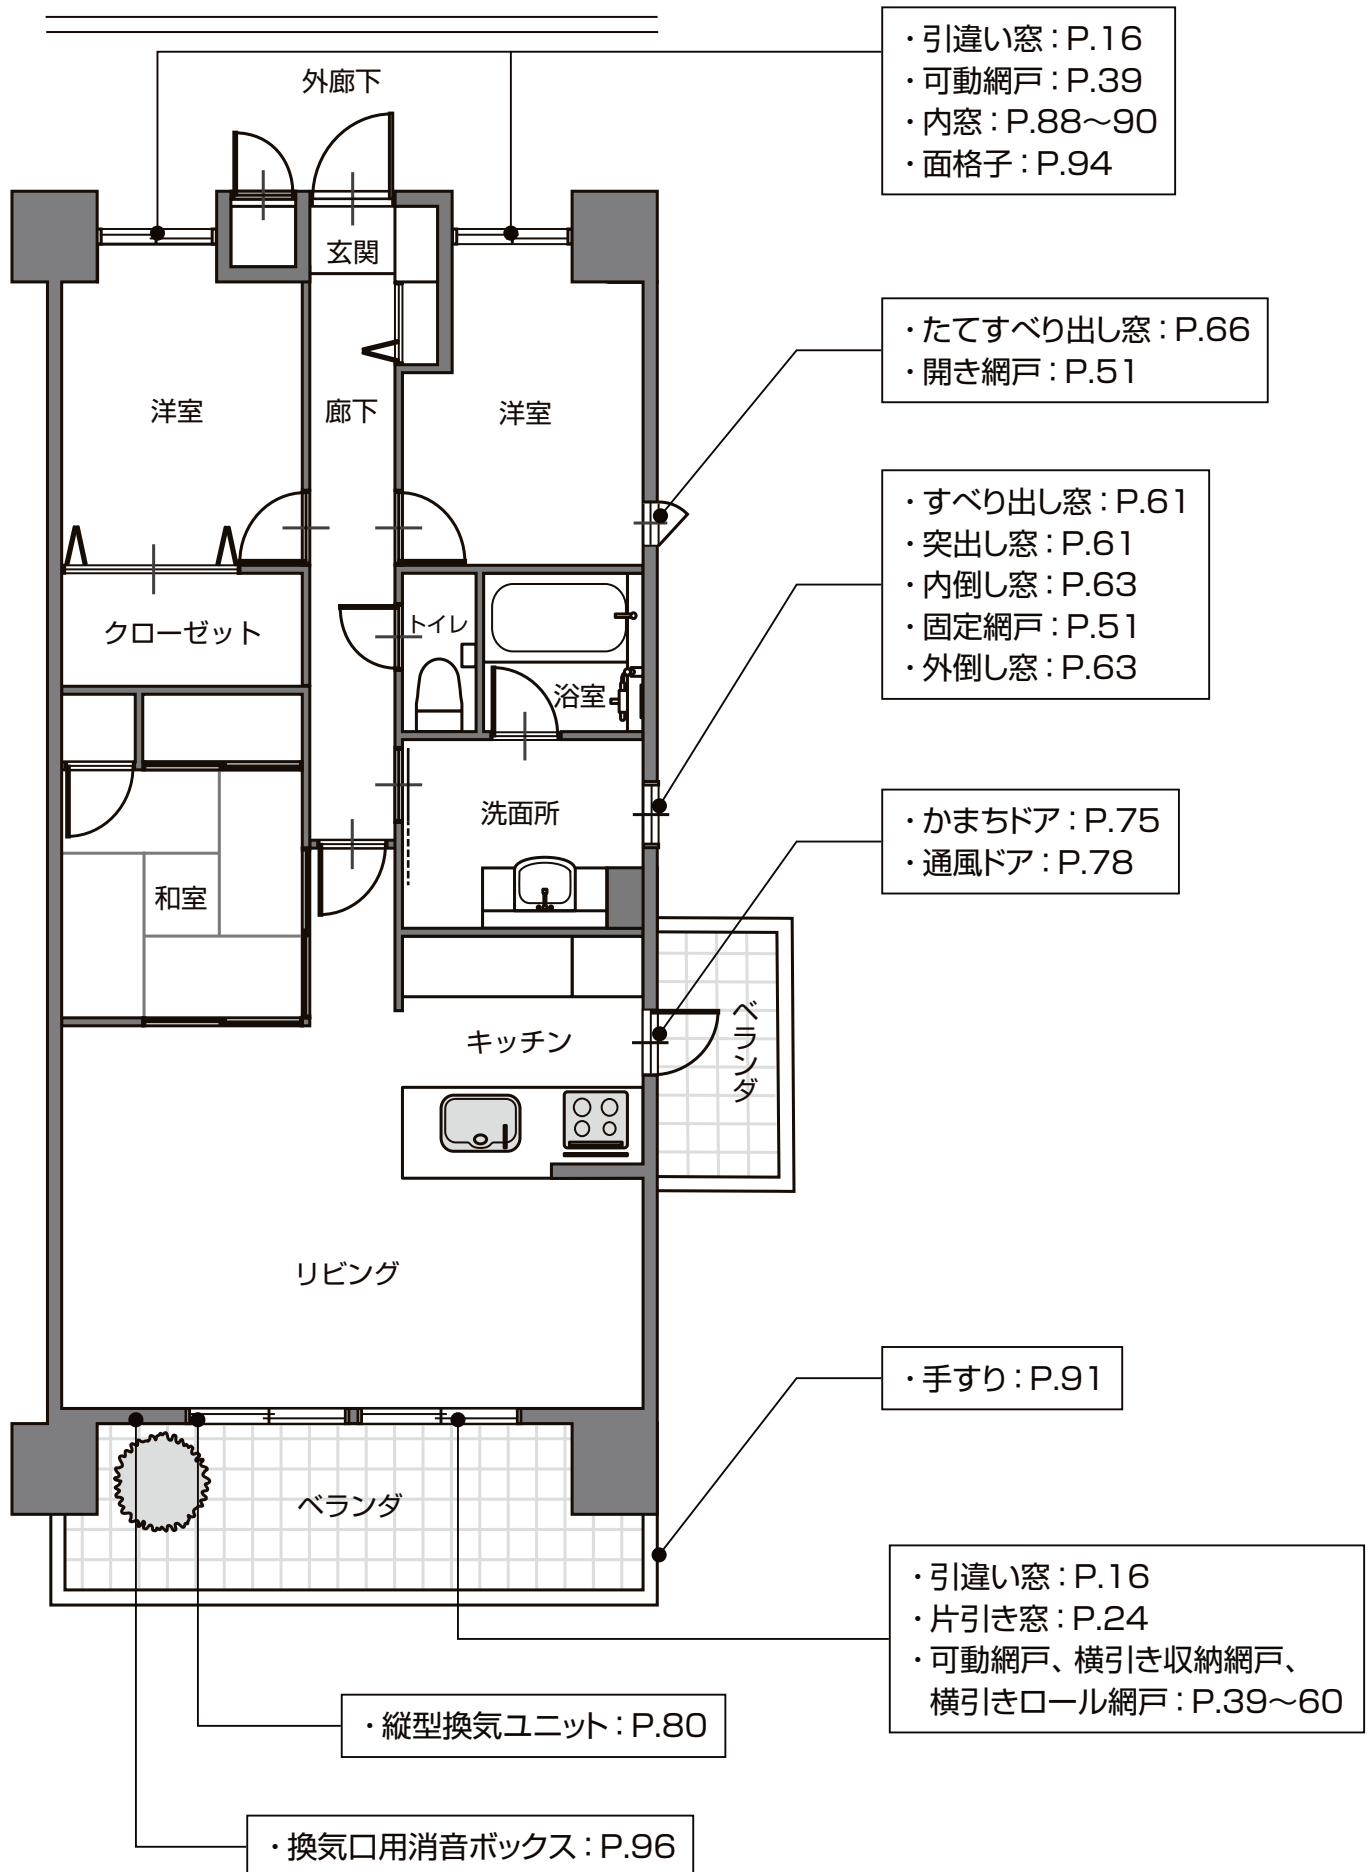 ・引違い窓：P.16
・可動網戸：P.39
・内窓：P.88〜90
・面格子：P.94
外廊下
玄関
・たてすべり出し窓：P.66
・開き網戸：P.51
洋室
廊下
洋室
・すべり出し窓：P.61
・突出し窓：P.61
・内倒し窓：P.63
・固定網戸：P.51
・外倒し窓：P.63
クローゼット
トイレ
浴室
洗面所
・かまちドア：P.75
・通風ドア：P.78
和室
キッチン
ベランダ
リビング
・手すり：P.91
ベランダ
・引違い窓：P.16
・片引き窓：P.24
・可動網戸、横引き収納網戸、
横引きロール網戸：P.39〜60
・縦型換気ユニット：P.80
・換気口用消音ボックス：P.96